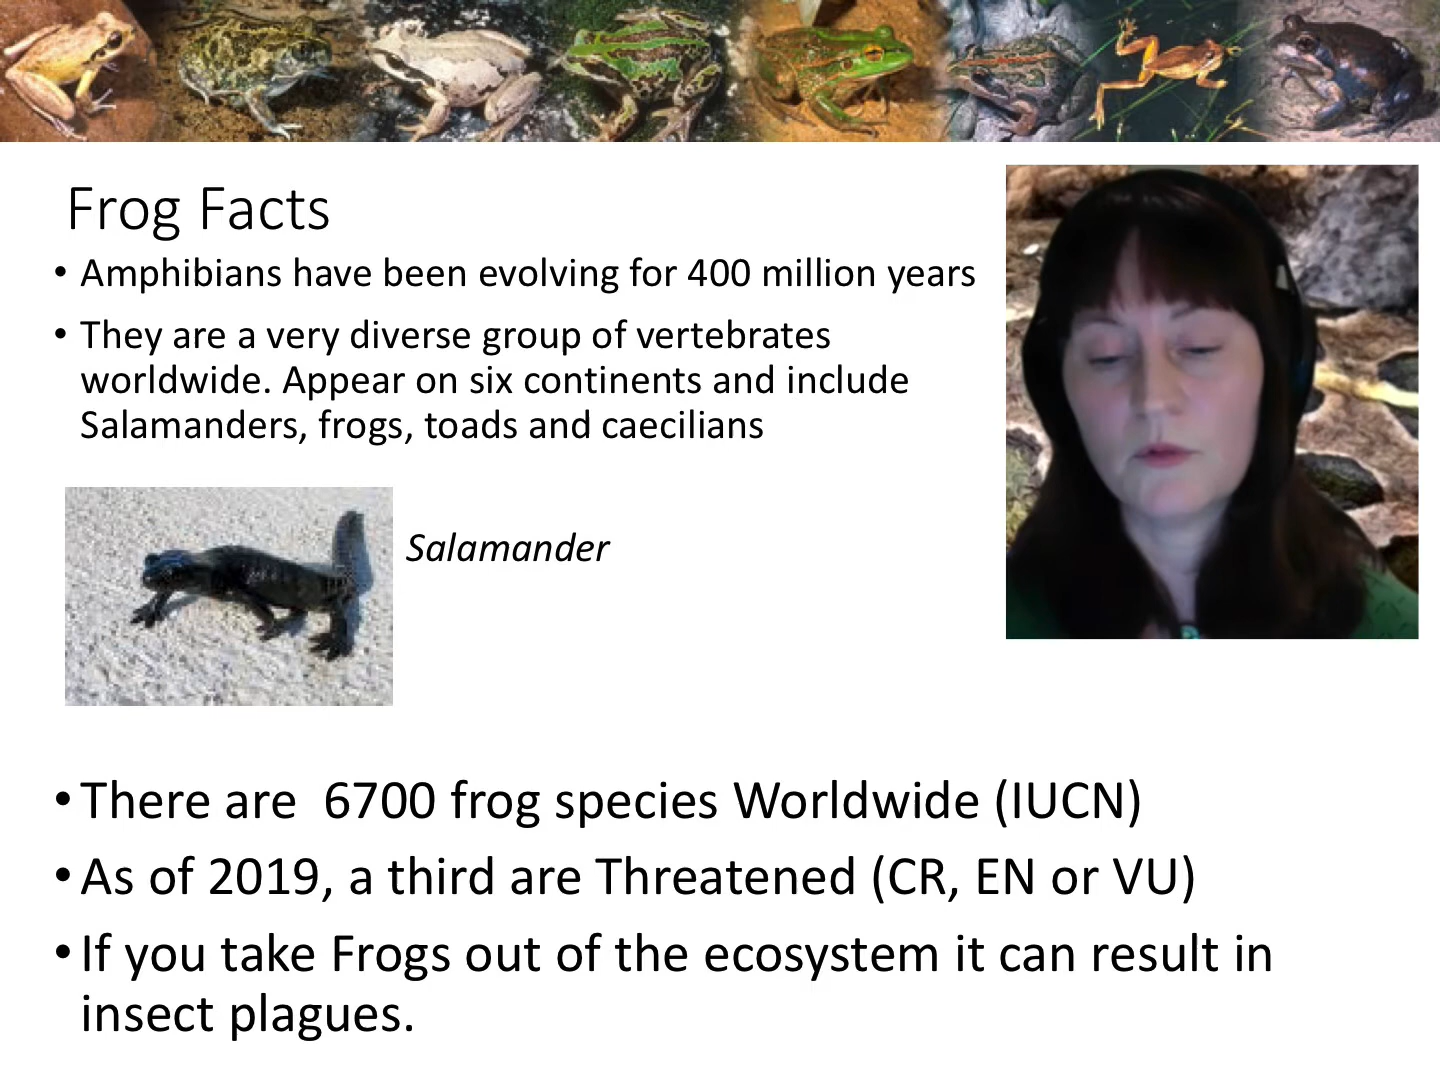 Frog Facts
• Amphibians have been evolving for 400 million years
• They are a very diverse group of vertebrates
worldwide. Appear on six continents and include
Salamanders, frogs, toads and caecilians
Salamander
• There are  6700 frog species Worldwide (IUCN)
• As of 2019, a third are Threatened (CR, EN or VU)
• If you take Frogs out of the ecosystem it can result in
insect plagues.